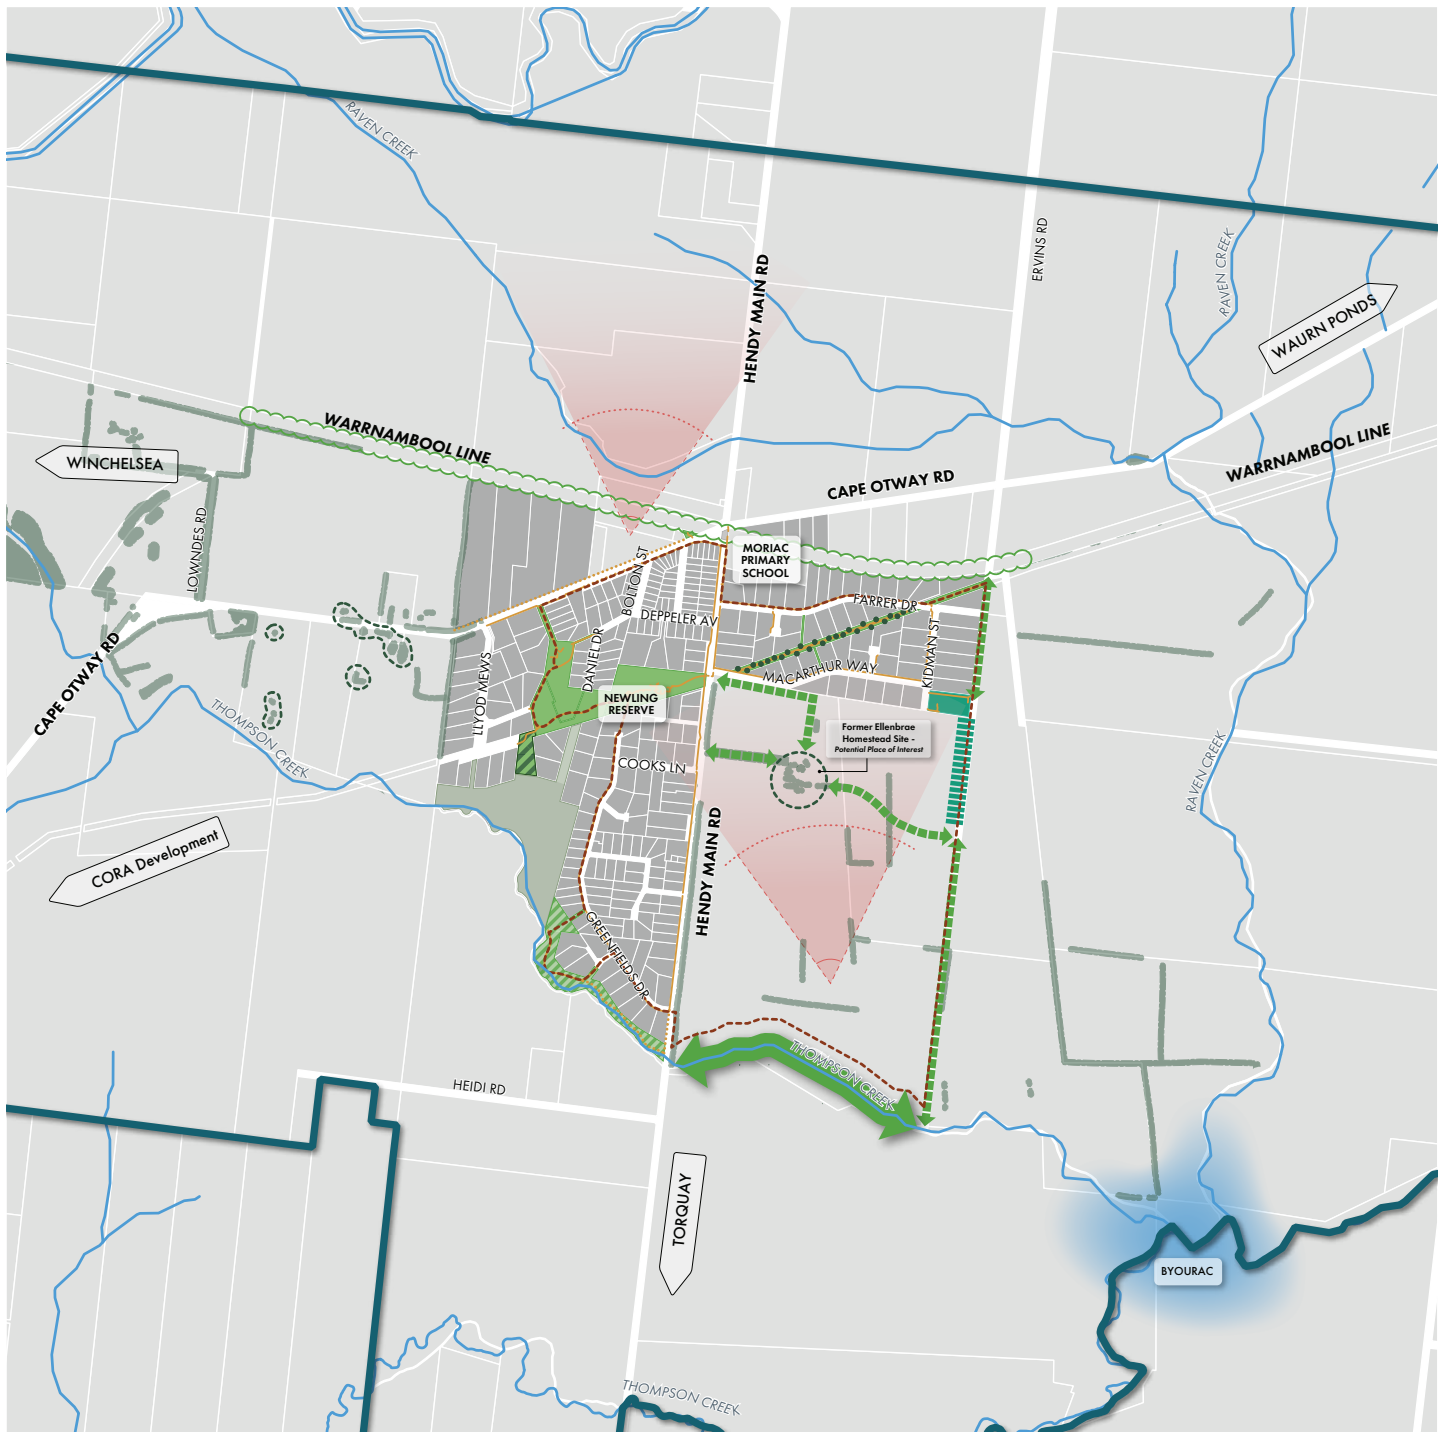 RAVEN CREEK
HENDY MAIN RD
ERVINS RD
RAVEN CREEK
WAURN PONDS
WARRNAMBOOL LINE
WINCHELSEA
CAPE OTWAY RD
WARRNAMBOOL LINE
LOWNDES RD
MORIAC
PRIMARY
SCHOOL
BOLTON ST
DEPPELER AV
FARRER DR
KIDMAN ST
MACARTHUR WAY
DANIEL DR
LLYOD MEWS
NEWLING
RESERVE
CAPE OTWAY RD
THOMPSON CREEK
Former Ellenbrae
Homestead Site -
Potential Place of Interest
COOKS LN
RAVEN CREEK
HENDY MAIN RD
CORA Development
GREENFIELDS DR
THOMPSON CREEK
HEIDI RD
TORQUAY
BYOURAC
THOMPSON CREEK